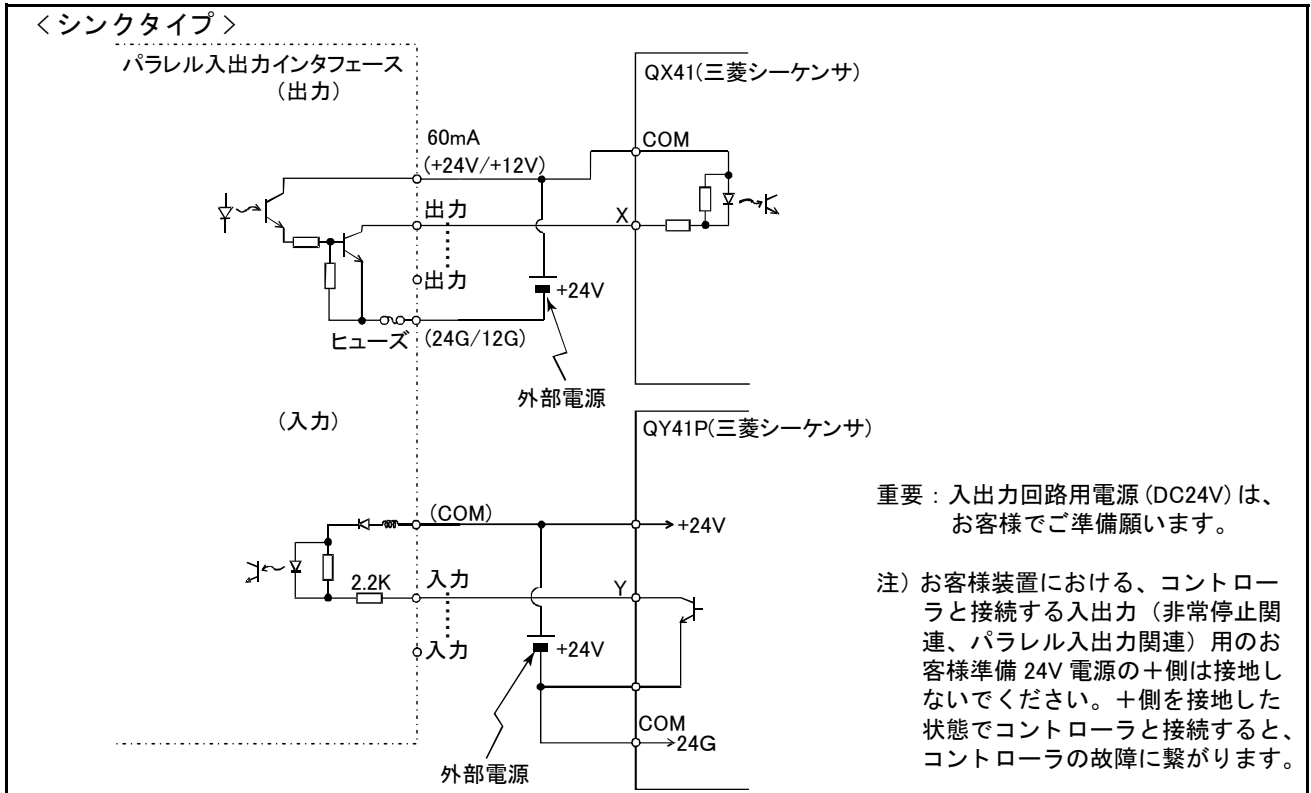 ＜シンクタイプ＞
パラレル入出力インタフェース
（出力）
QX41(三菱シーケンサ)
60mA
(+24V/+12V)
COM
出力
X
出力
+24V
ヒューズ
(24G/12G)
外部電源
（入力）
QY41P(三菱シーケンサ)
(COM)
+24V
2.2K
入力
Y
入力
+24V
COM
24G
外部電源
重要：入出力回路用電源(DC24V)は、
お客様でご準備願います。
注）お客様装置における、コントロー
ラと接続する入出力（非常停止関
連、パラレル入出力関連）用のお
客様準備 24V 電源の＋側は接地し
ないでください。＋側を接地した
状態でコントローラと接続すると、
コントローラの故障に繋がります。